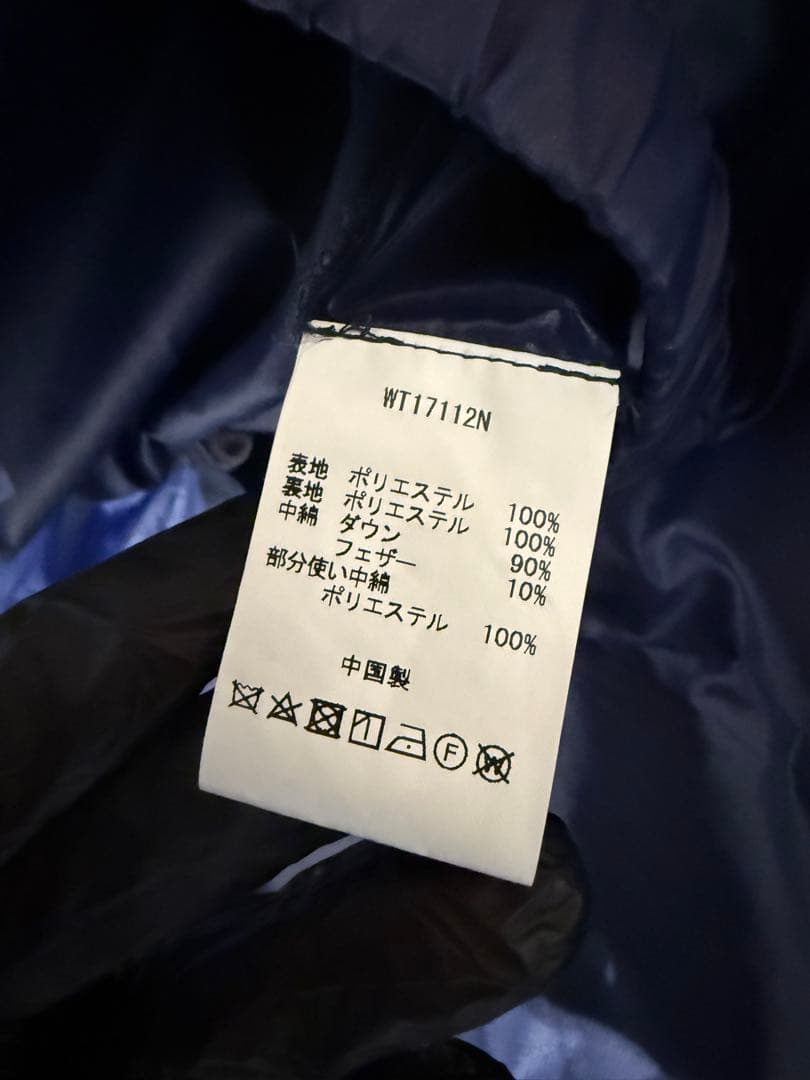 WT17112N
表地 ポリエステル 100%
裏地 ポリエステル 100%
中綿 ダウン 90%
フェザー 10%
部分使い中綿
ポリエステル 100%
中国製
F W